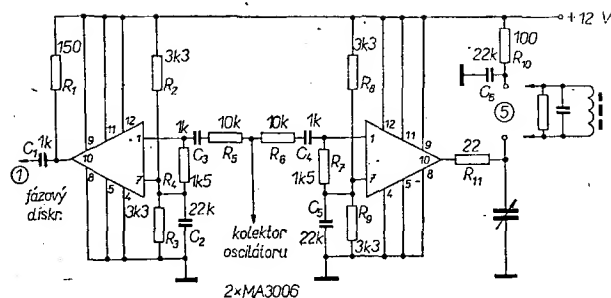 +12 V
150
R₁
3k3
R₂
3k3
R₈
100
R₁₀
22k
C₆
5
C₁ 1k
1
fázový
diskr.
9
11
12
10
8
5
4
1
7
1k
C₃
10k
R₅
10k
R₆
1k
C₄
R₄
1k5
3k3
R₃
22k
C₂
kolektor
oscilátoru
R₇
1k5
C₅
22k
R₉
3k3
1
7
12
11
9
10
4
5
8
22
R₁₁
2×MA3006